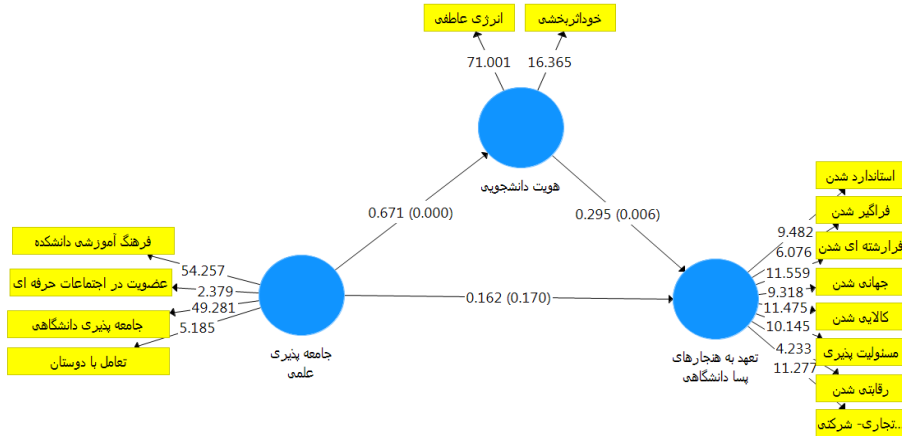 انرژی عاطفی
خوداثربخشی
71.001
16.365
هویت دانشجویی
0.671 (0.000)
0.295 (0.006)
فرهنگ آموزشی دانشکده
عضویت در اجتماعات حرفه ای
جامعه پذیری دانشگاهی
تعامل با دوستان
54.257
2.379
49.281
5.185
جامعه پذیری
علمی
0.162 (0.170)
تعهد به هنجارهای
پسا دانشگاهی
9.482
6.076
11.559
9.318
11.475
10.145
4.233
11.277
استاندارد شدن
فراگیر شدن
فرارشته ای شدن
جهانی شدن
کالایی شدن
مسئولیت پذیری
رقابتی شدن
تجاری- شرکتی...